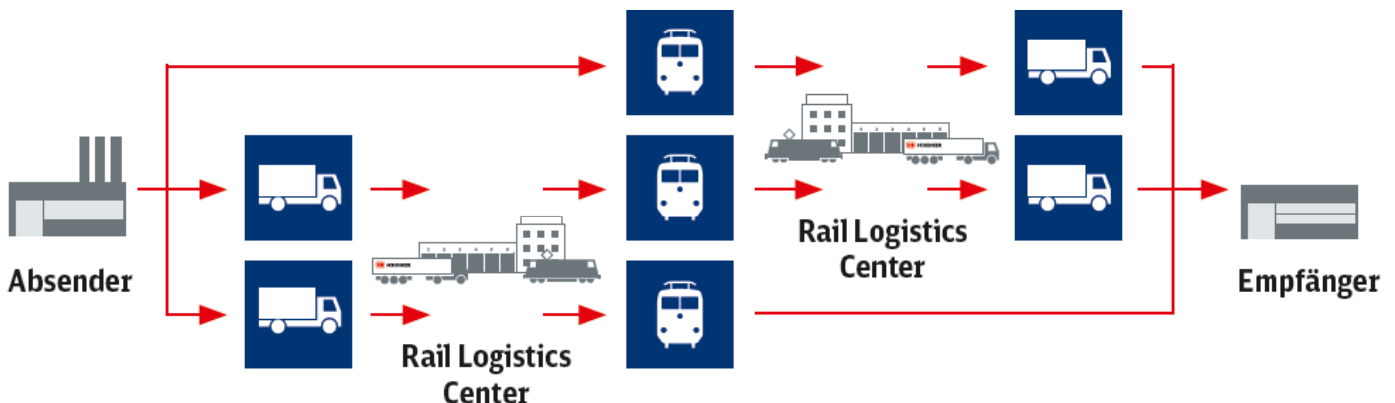 Absender
Rail Logistics
Center
Rail Logistics
Center
Empfänger